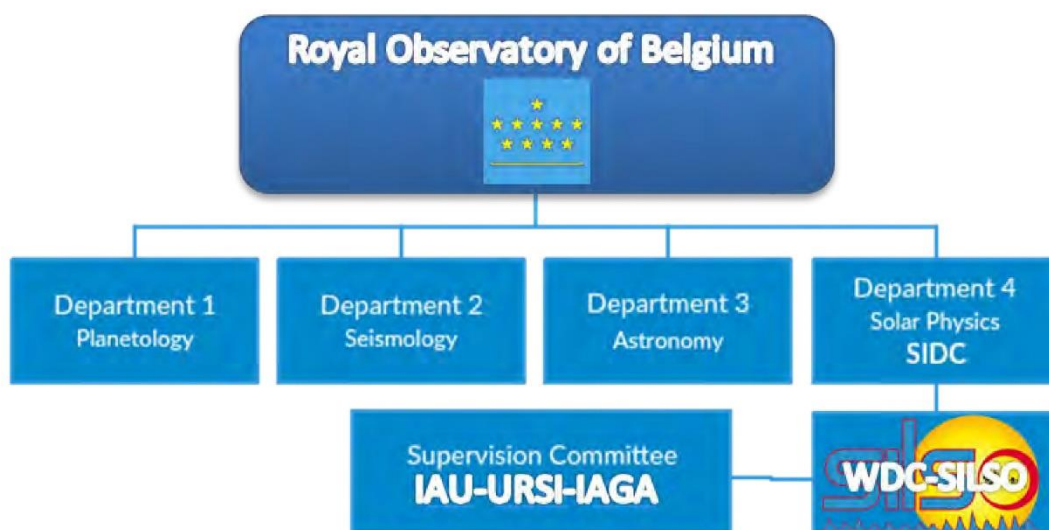 Royal Observatory of Belgium
Department 1
Planetology
Department 2
Seismology
Department 3
Astronomy
Department 4
Solar Physics
SIDC
Supervision Committee
IAU-URSI-IAGA
silso
WDC-SILSO